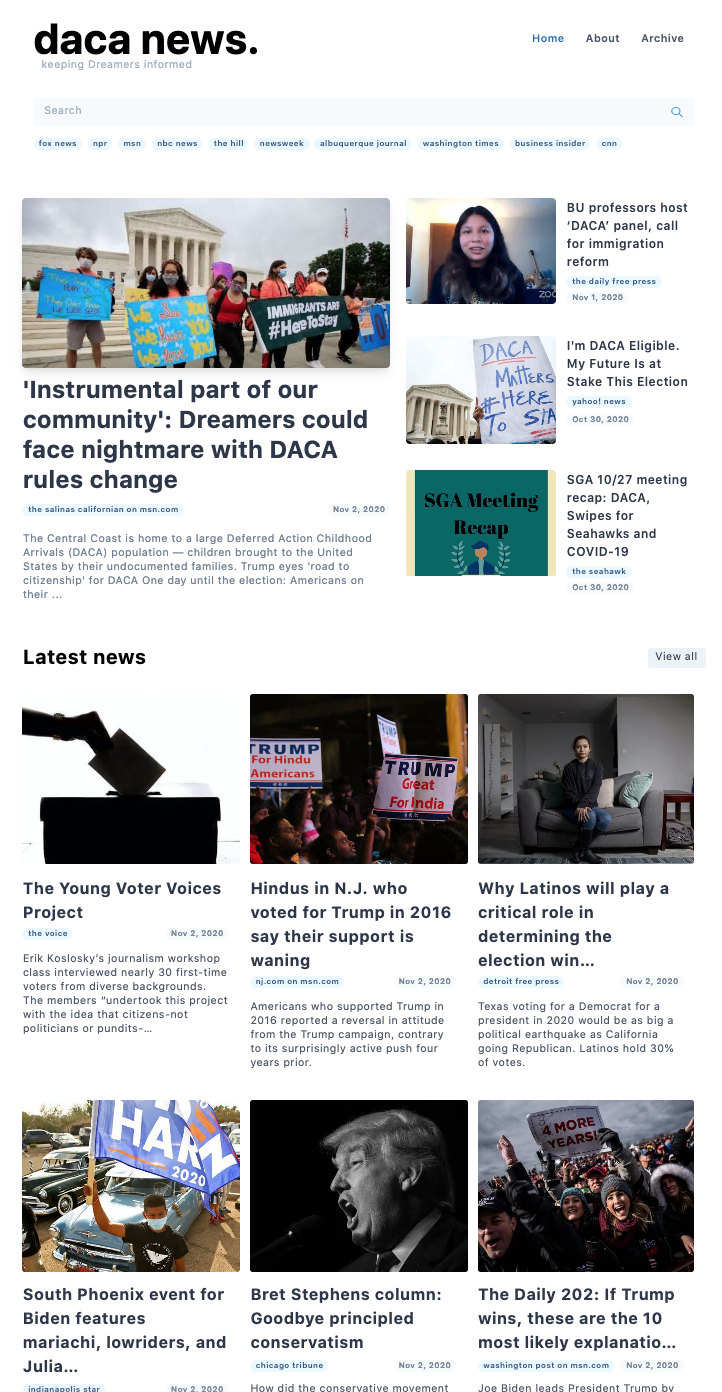 daca news.
keeping Dreamers informed
Home About Archive
Search
fox news npr msn nbc news the hill newsweek albuquerque journal washington times business insider cnn
IMMIGRANTS ARE
#HereToStay
'Instrumental part of our
community': Dreamers could
face nightmare with DACA
rules change
the salinas californian on msn.com Nov 2, 2020
The Central Coast is home to a large Deferred Action Childhood
Arrivals (DACA) population — children brought to the United
States by their undocumented families. Trump eyes 'road to
citizenship' for DACA One day until the election: Americans on
their ...
BU professors host
‘DACA’ panel, call
for immigration
reform
the daily free press
Nov 1, 2020
DACA
MATTERS
#HERE
TO STA
I'm DACA Eligible.
My Future Is at
Stake This Election
yahoo! news
Oct 30, 2020
SGA Meeting
Recap
SGA 10/27 meeting
recap: DACA,
Swipes for
Seahawks and
COVID-19
the seahawk
Oct 30, 2020
Latest news
View all
The Young Voter Voices
Project
the voice Nov 2, 2020
Erik Koslosky’s journalism workshop
class interviewed nearly 30 first-time
voters from diverse backgrounds.
The members “undertook this project
with the idea that citizens-not
politicians or pundits-...
TRUMP
For Hindu
Americans
TRUMP
Great
For India
Hindus in N.J. who
voted for Trump in 2016
say their support is
waning
nj.com on msn.com Nov 2, 2020
Americans who supported Trump in
2016 reported a reversal in attitude
from the Trump campaign, contrary
to its surprisingly active push four
years prior.
Why Latinos will play a
critical role in
determining the
election win...
detroit free press Nov 2, 2020
Texas voting for a Democrat for a
president in 2020 would be as big a
political earthquake as California
going Republican. Latinos hold 30%
of votes.
HARR
2020
South Phoenix event for
Biden features
mariachi, lowriders, and
Julia...
indianapolis star Nov 2, 2020
Bret Stephens column:
Goodbye principled
conservatism
chicago tribune Nov 2, 2020
How did the conservative movement
4 MORE
YEARS!
The Daily 202: If Trump
wins, these are the 10
most likely explanatio...
washington post on msn.com Nov 2, 2020
Joe Biden leads President Trump by